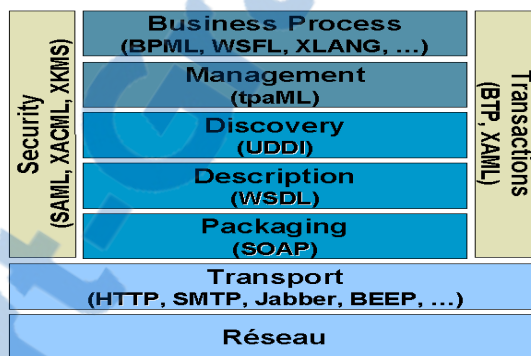 Business Process
(BPML, WSFL, XLANG, ...)
Management
(tpaML)
Discovery
(UDDI)
Description
(WSDL)
Packaging
(SOAP)
Security
(SAML, XACML, XKMS)
Transactions
(BTP, XAML)
Transport
(HTTP, SMTP, Jabber, BEEP, ...)
Réseau